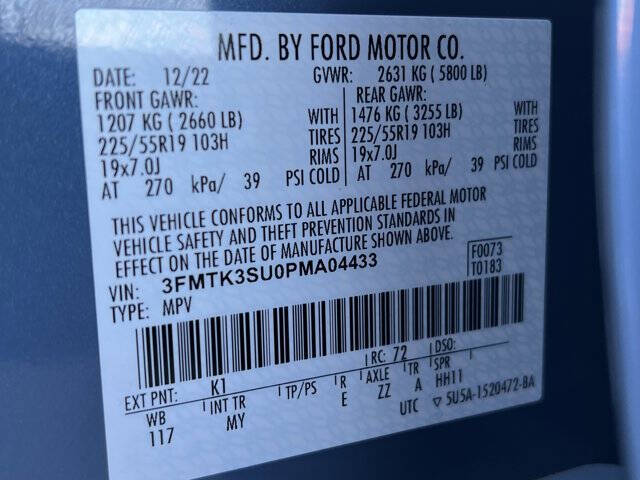 MFD. BY FORD MOTOR CO.
DATE: 12/22 GVWR: 2631 KG ( 5800 LB)
FRONT GAWR: REAR GAWR:
1207 KG ( 2660 LB) WITH 1476 KG ( 3255 LB) WITH
225/55R19 103H TIRES 225/55R19 103H TIRES
19x7.0J RIMS 19x7.0J RIMS
AT 270 kPa/ 39 PSI COLD AT 270 kPa/ 39 PSI COLD
THIS VEHICLE CONFORMS TO ALL APPLICABLE FEDERAL MOTOR
VEHICLE SAFETY AND THEFT PREVENTION STANDARDS IN
EFFECT ON THE DATE OF MANUFACTURE SHOWN ABOVE.
VIN: 3FMTK3SU0PMA04433 F0073
TYPE: MPV T0183
EXT PNT: K1 RC: 72 DSO:
WB INT TR TP/PS R AXLE TR SPR
117 MY E ZZ A HH11
UTC ▽ 5U5A-1520472-BA